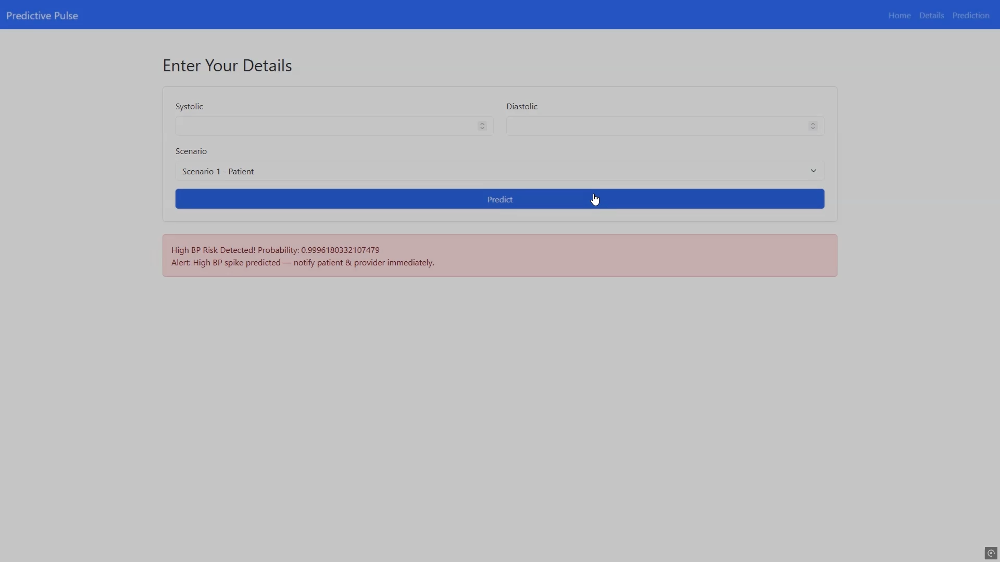 Predictive Pulse
Home Details Prediction
Enter Your Details
Systolic
Diastolic
Scenario
Scenario 1 - Patient
Predict
High BP Risk Detected! Probability: 0.9996180332107479
Alert: High BP spike predicted — notify patient & provider immediately.